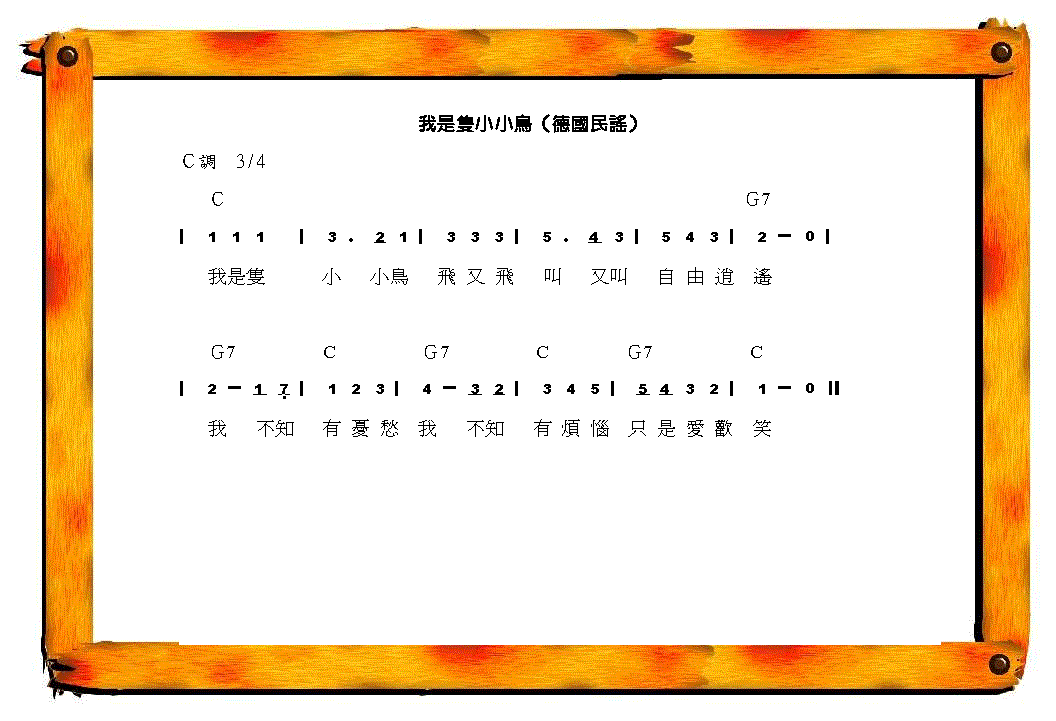 我是隻小小鳥（德國民謠）
C調 3/4
C G7
| 1 1 1 | 3 . 2 1 | 3 3 3 | 5 . 4 3 | 5 4 3 | 2 － 0 |
我是隻 小 小鳥 飛 又 飛 叫 又叫 自 由 逍 遙
G7 C G7 C G7 C
| 2 － 1 7 | 1 2 3 | 4 － 3 2 | 3 4 5 | 5 4 3 2 | 1 － 0 ||
我 不知 有 憂 愁 我 不知 有 煩 惱 只 是 愛 歡 笑